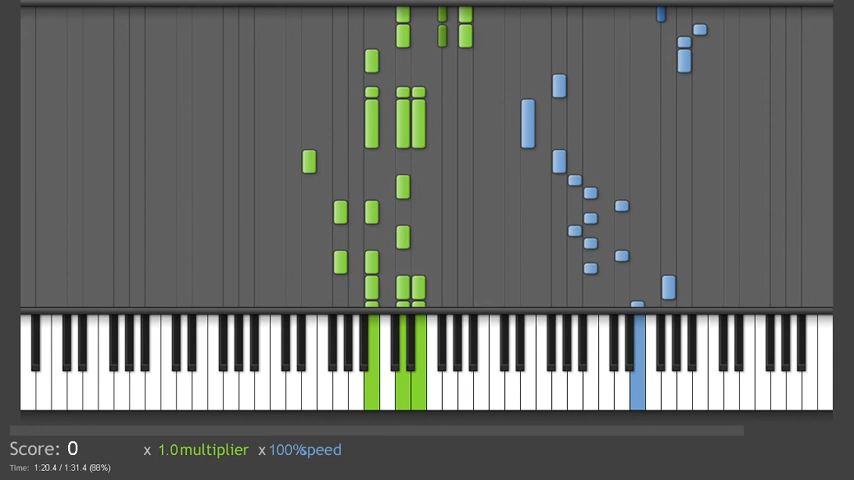 Score: 0 x 1.0 multiplier x 100% speed
Time: 1:20.4 / 1:31.4 (88%)